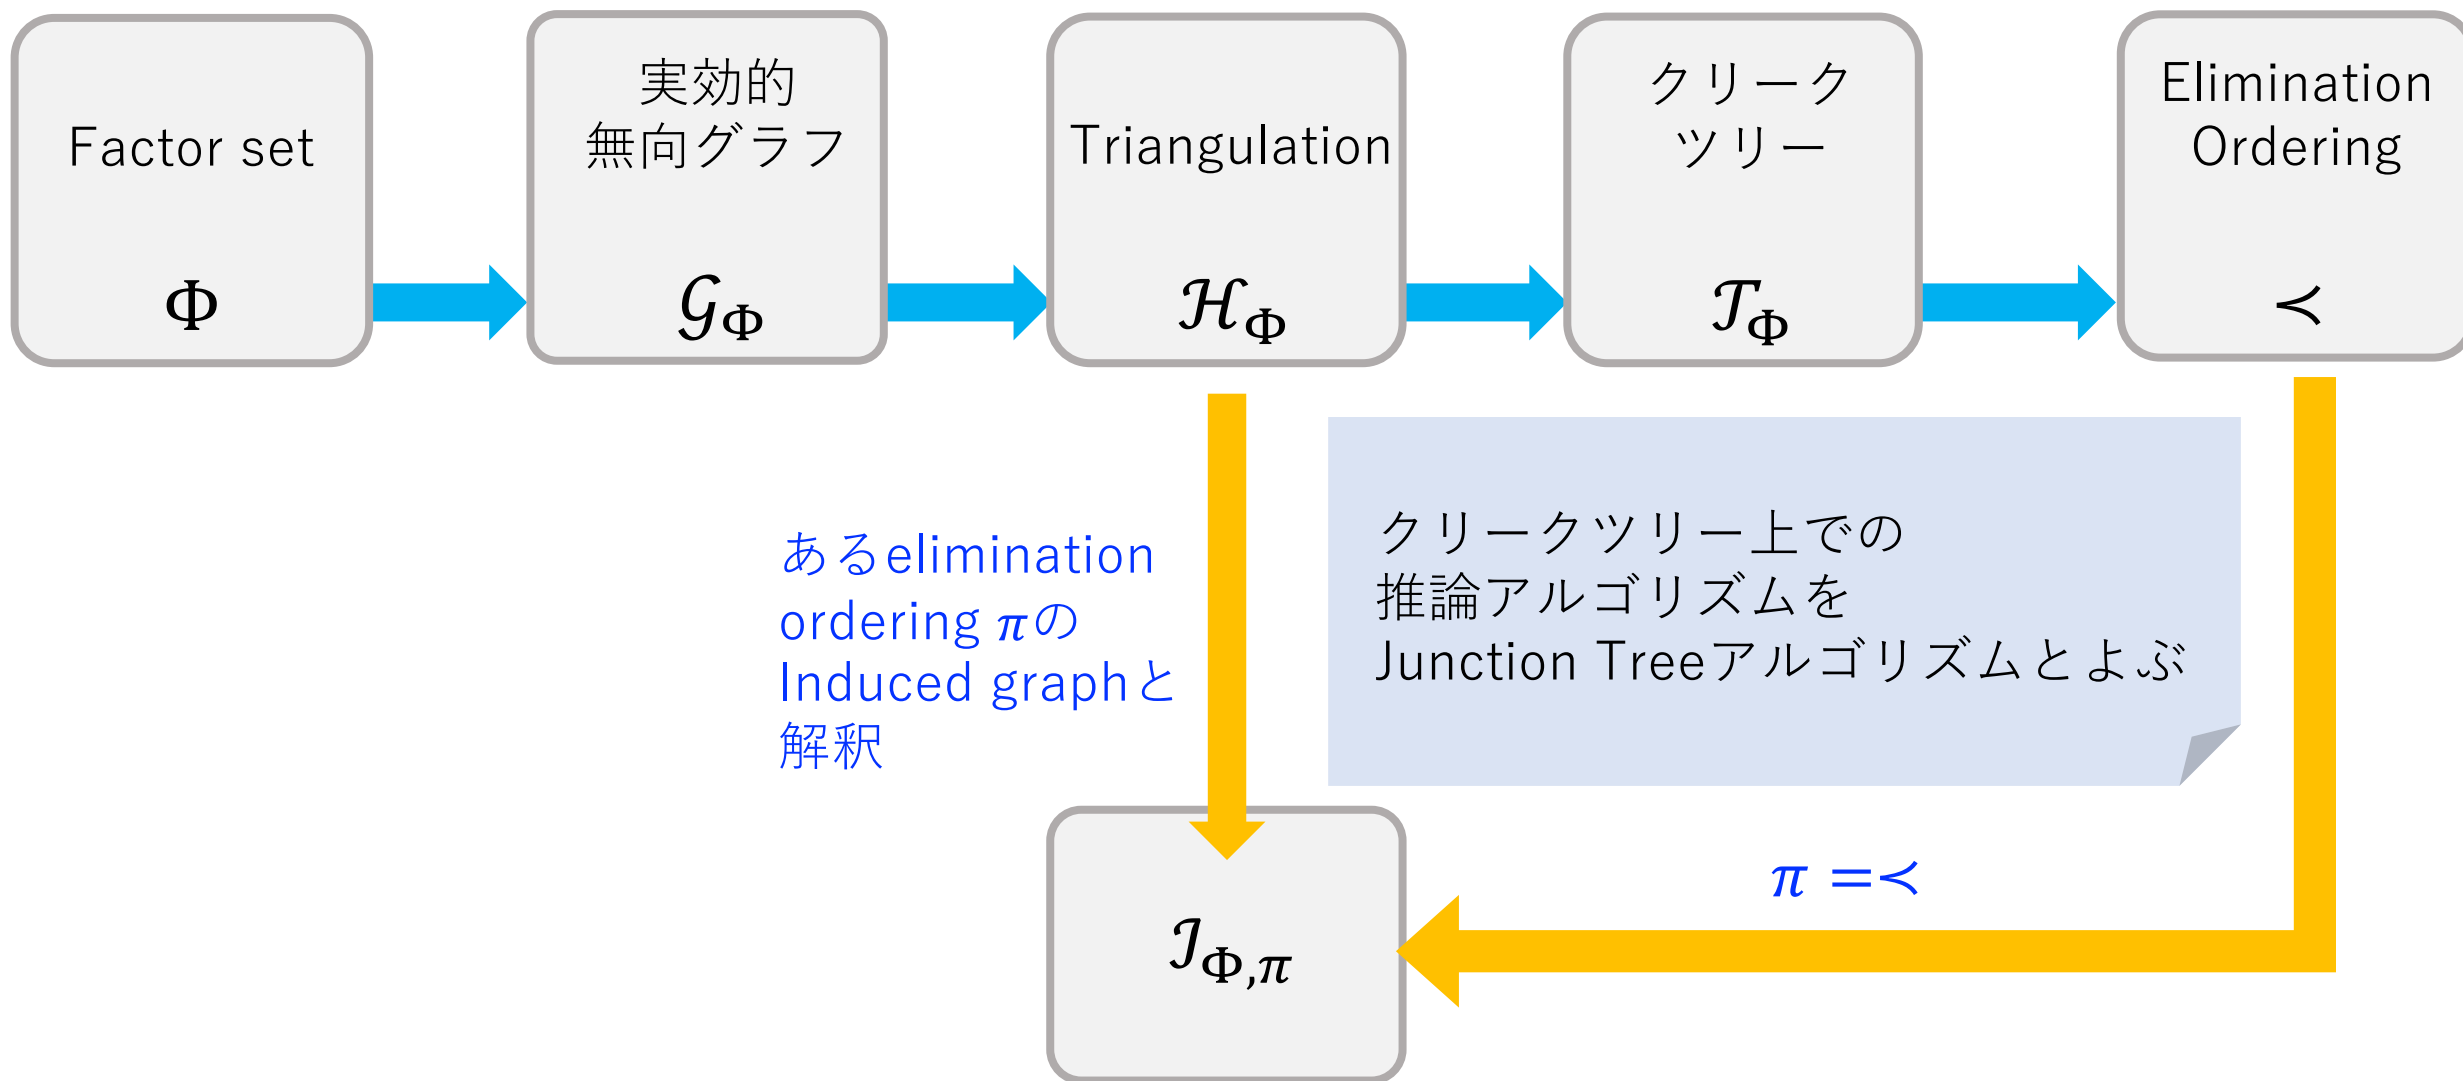 Factor set
Φ
実効的
無向グラフ
𝒢_Φ
Triangulation
ℋ_Φ
クリーク
ツリー
𝒯_Φ
Elimination
Ordering
≺
あるelimination
ordering πの
Induced graphと
解釈
クリークツリー上での
推論アルゴリズムを
Junction Treeアルゴリズムとよぶ
π =≺
ℐ_Φ,π